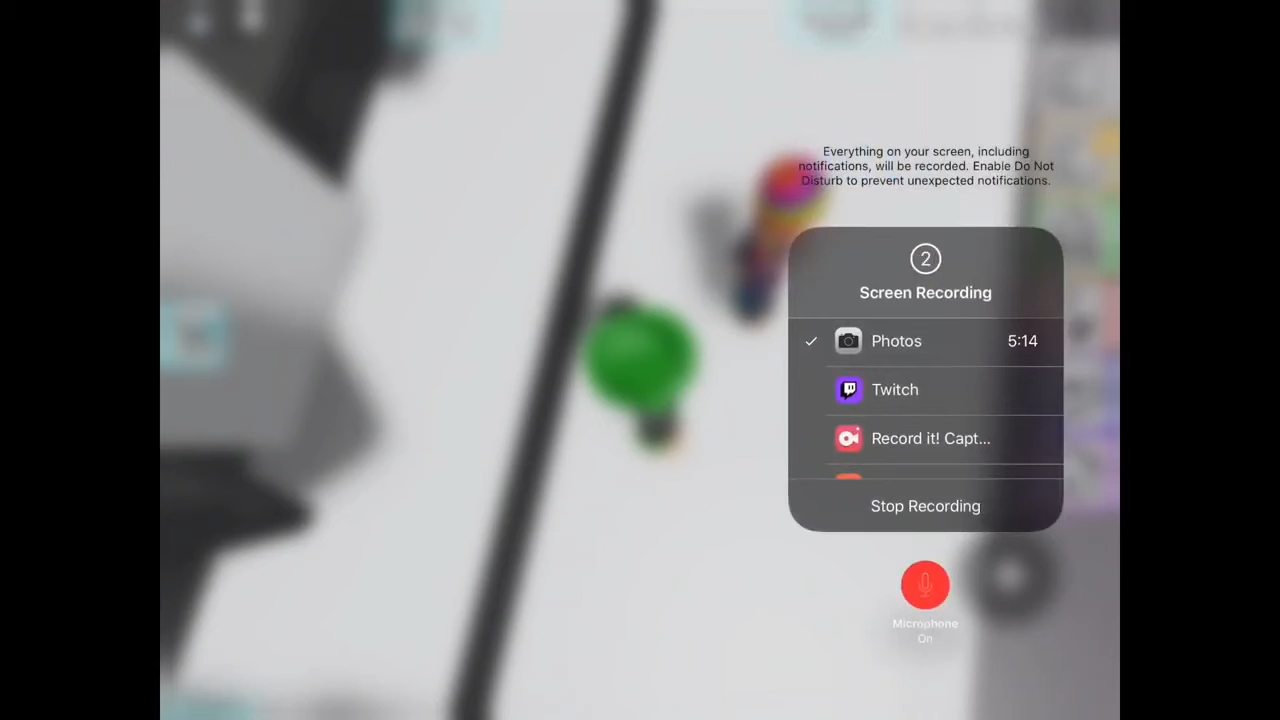 Everything on your screen, including
notifications, will be recorded. Enable Do Not
Disturb to prevent unexpected notifications.
2
Screen Recording
Photos 5:14
Twitch
Record it! Capt...
Stop Recording
Microphone
On